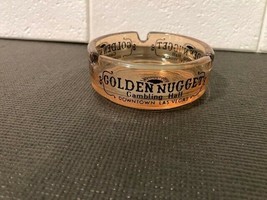 GOLDEN NUGGET
Gambling Hall
DOWNTOWN LAS VEGAS